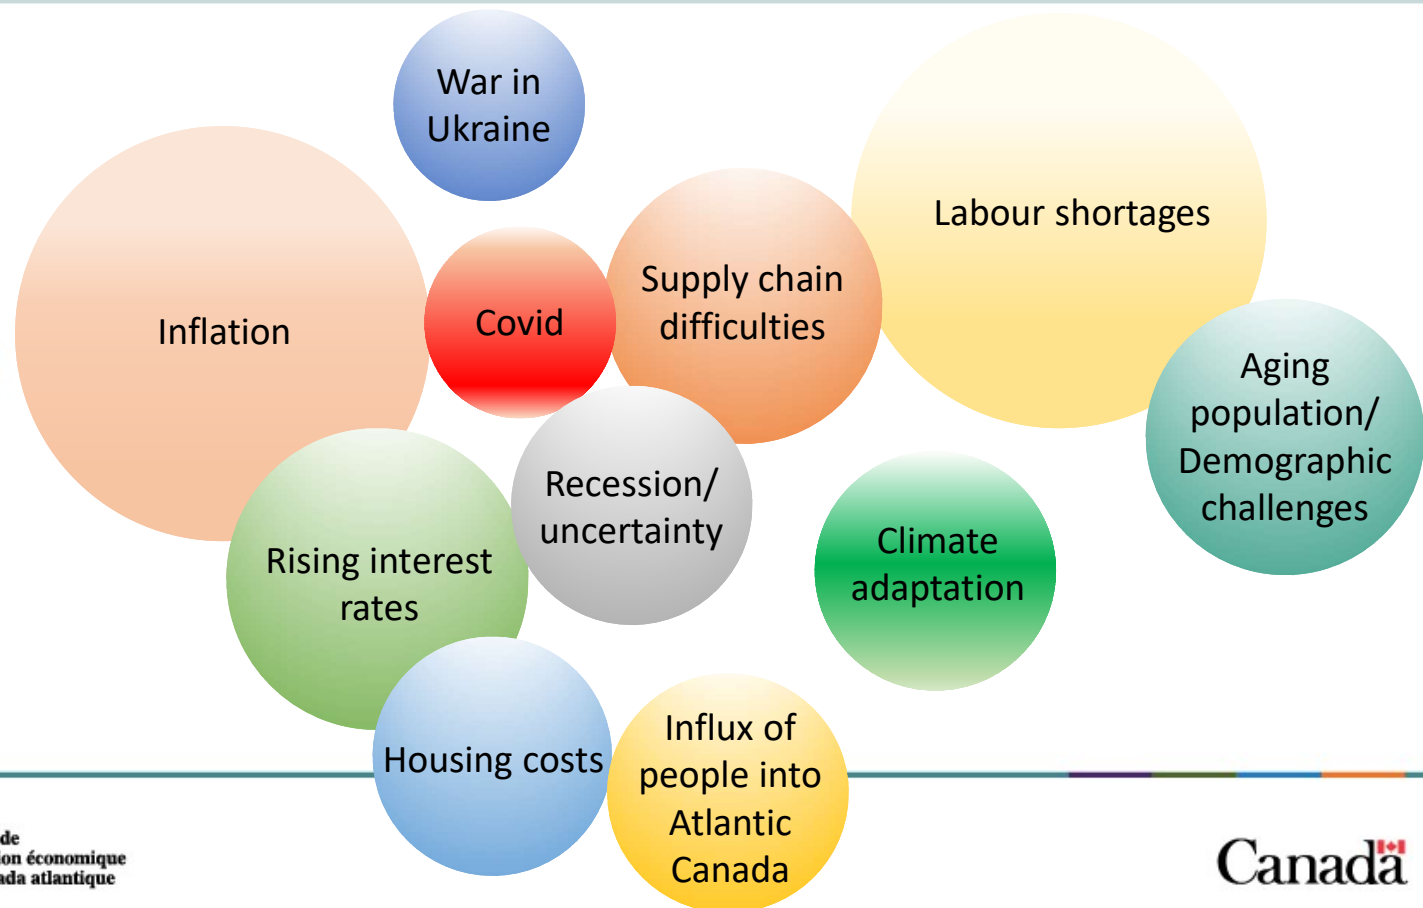 War in
Ukraine
Labour shortages
Supply chain
difficulties
Inflation
Covid
Aging
population/
Demographic
challenges
Recession/
uncertainty
Climate
adaptation
Rising interest
rates
Housing costs
Influx of
people into
Atlantic
Canada
de
ion économique
ada atlantique
Canada